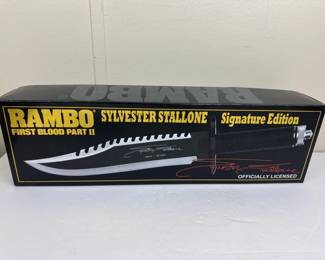 RAMBO
RAMBO
FIRST BLOOD PART II
SYLVESTER STALLONE
Signature Edition
OFFICIALLY LICENSED